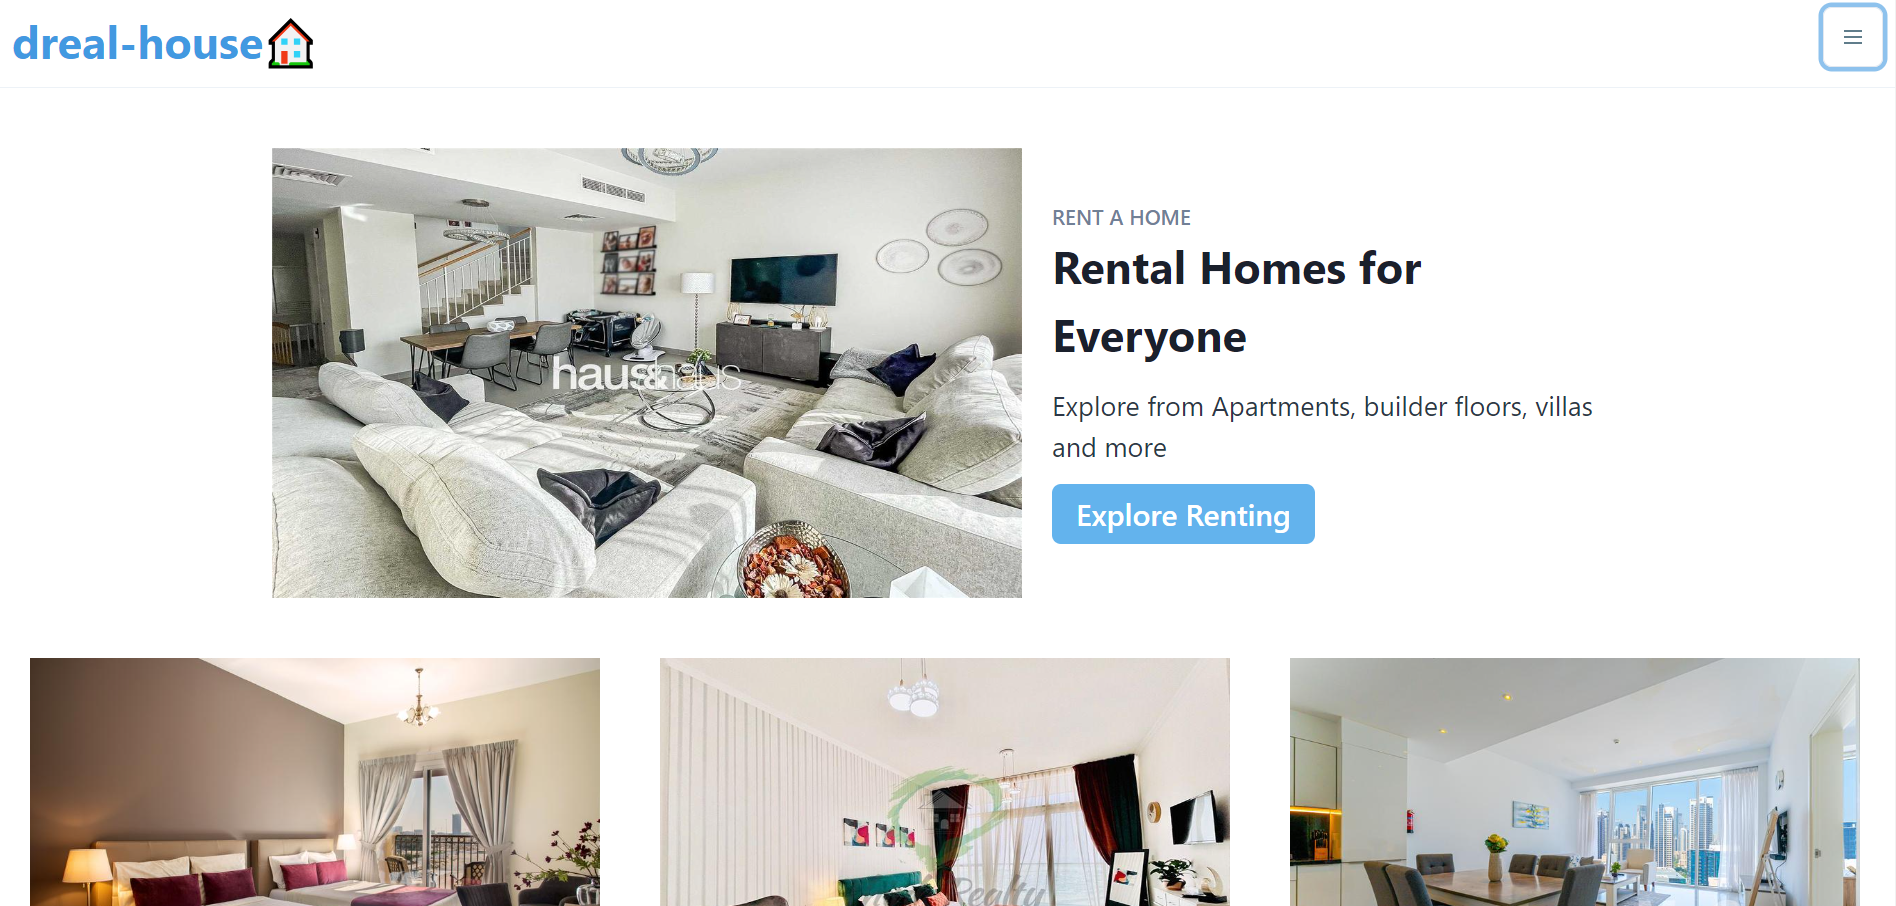 dreal-house
RENT A HOME
Rental Homes for
Everyone
Explore from Apartments, builder floors, villas
and more
Explore Renting
haus&haus
Realty